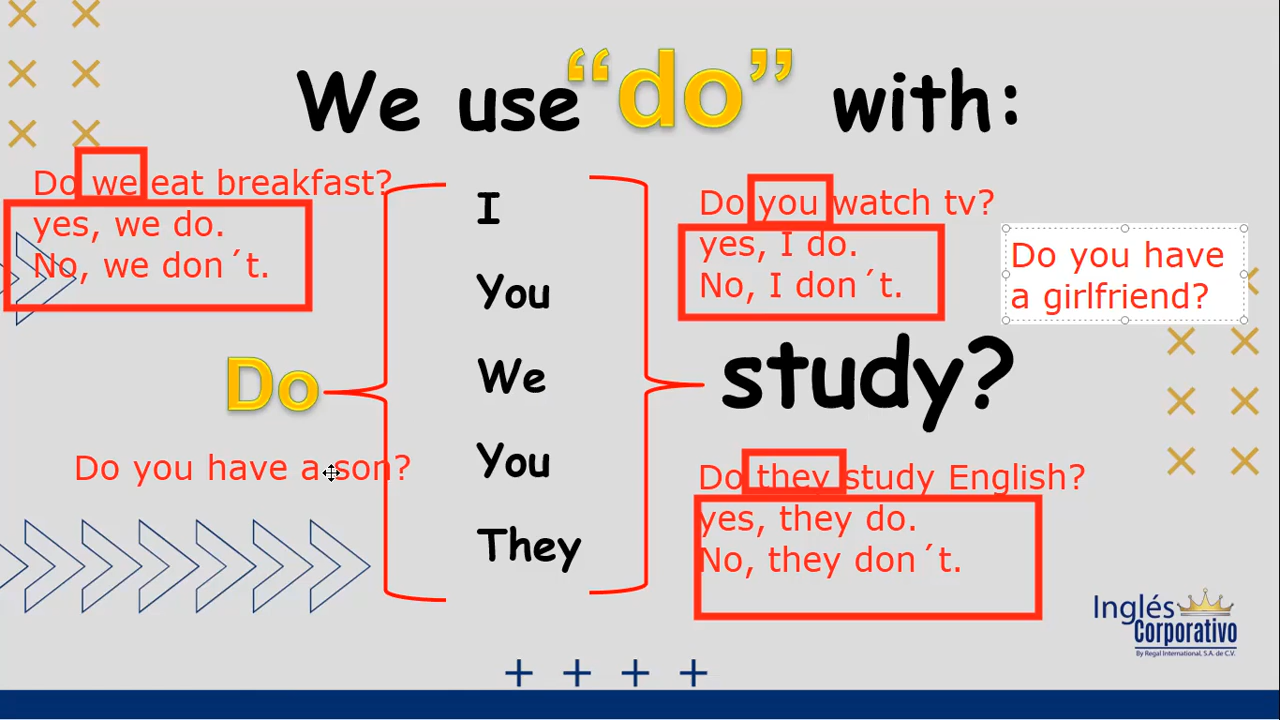 We use “do” with:
Do we eat breakfast?
yes, we do.
No, we don´t.
I
You
We
You
They
Do you watch tv?
yes, I do.
No, I don´t.
Do you have
a girlfriend?
Do
study?
Do you have a son?
Do they study English?
yes, they do.
No, they don´t.
Inglés
Corporativo
By Regal International, S.A. de C.V.